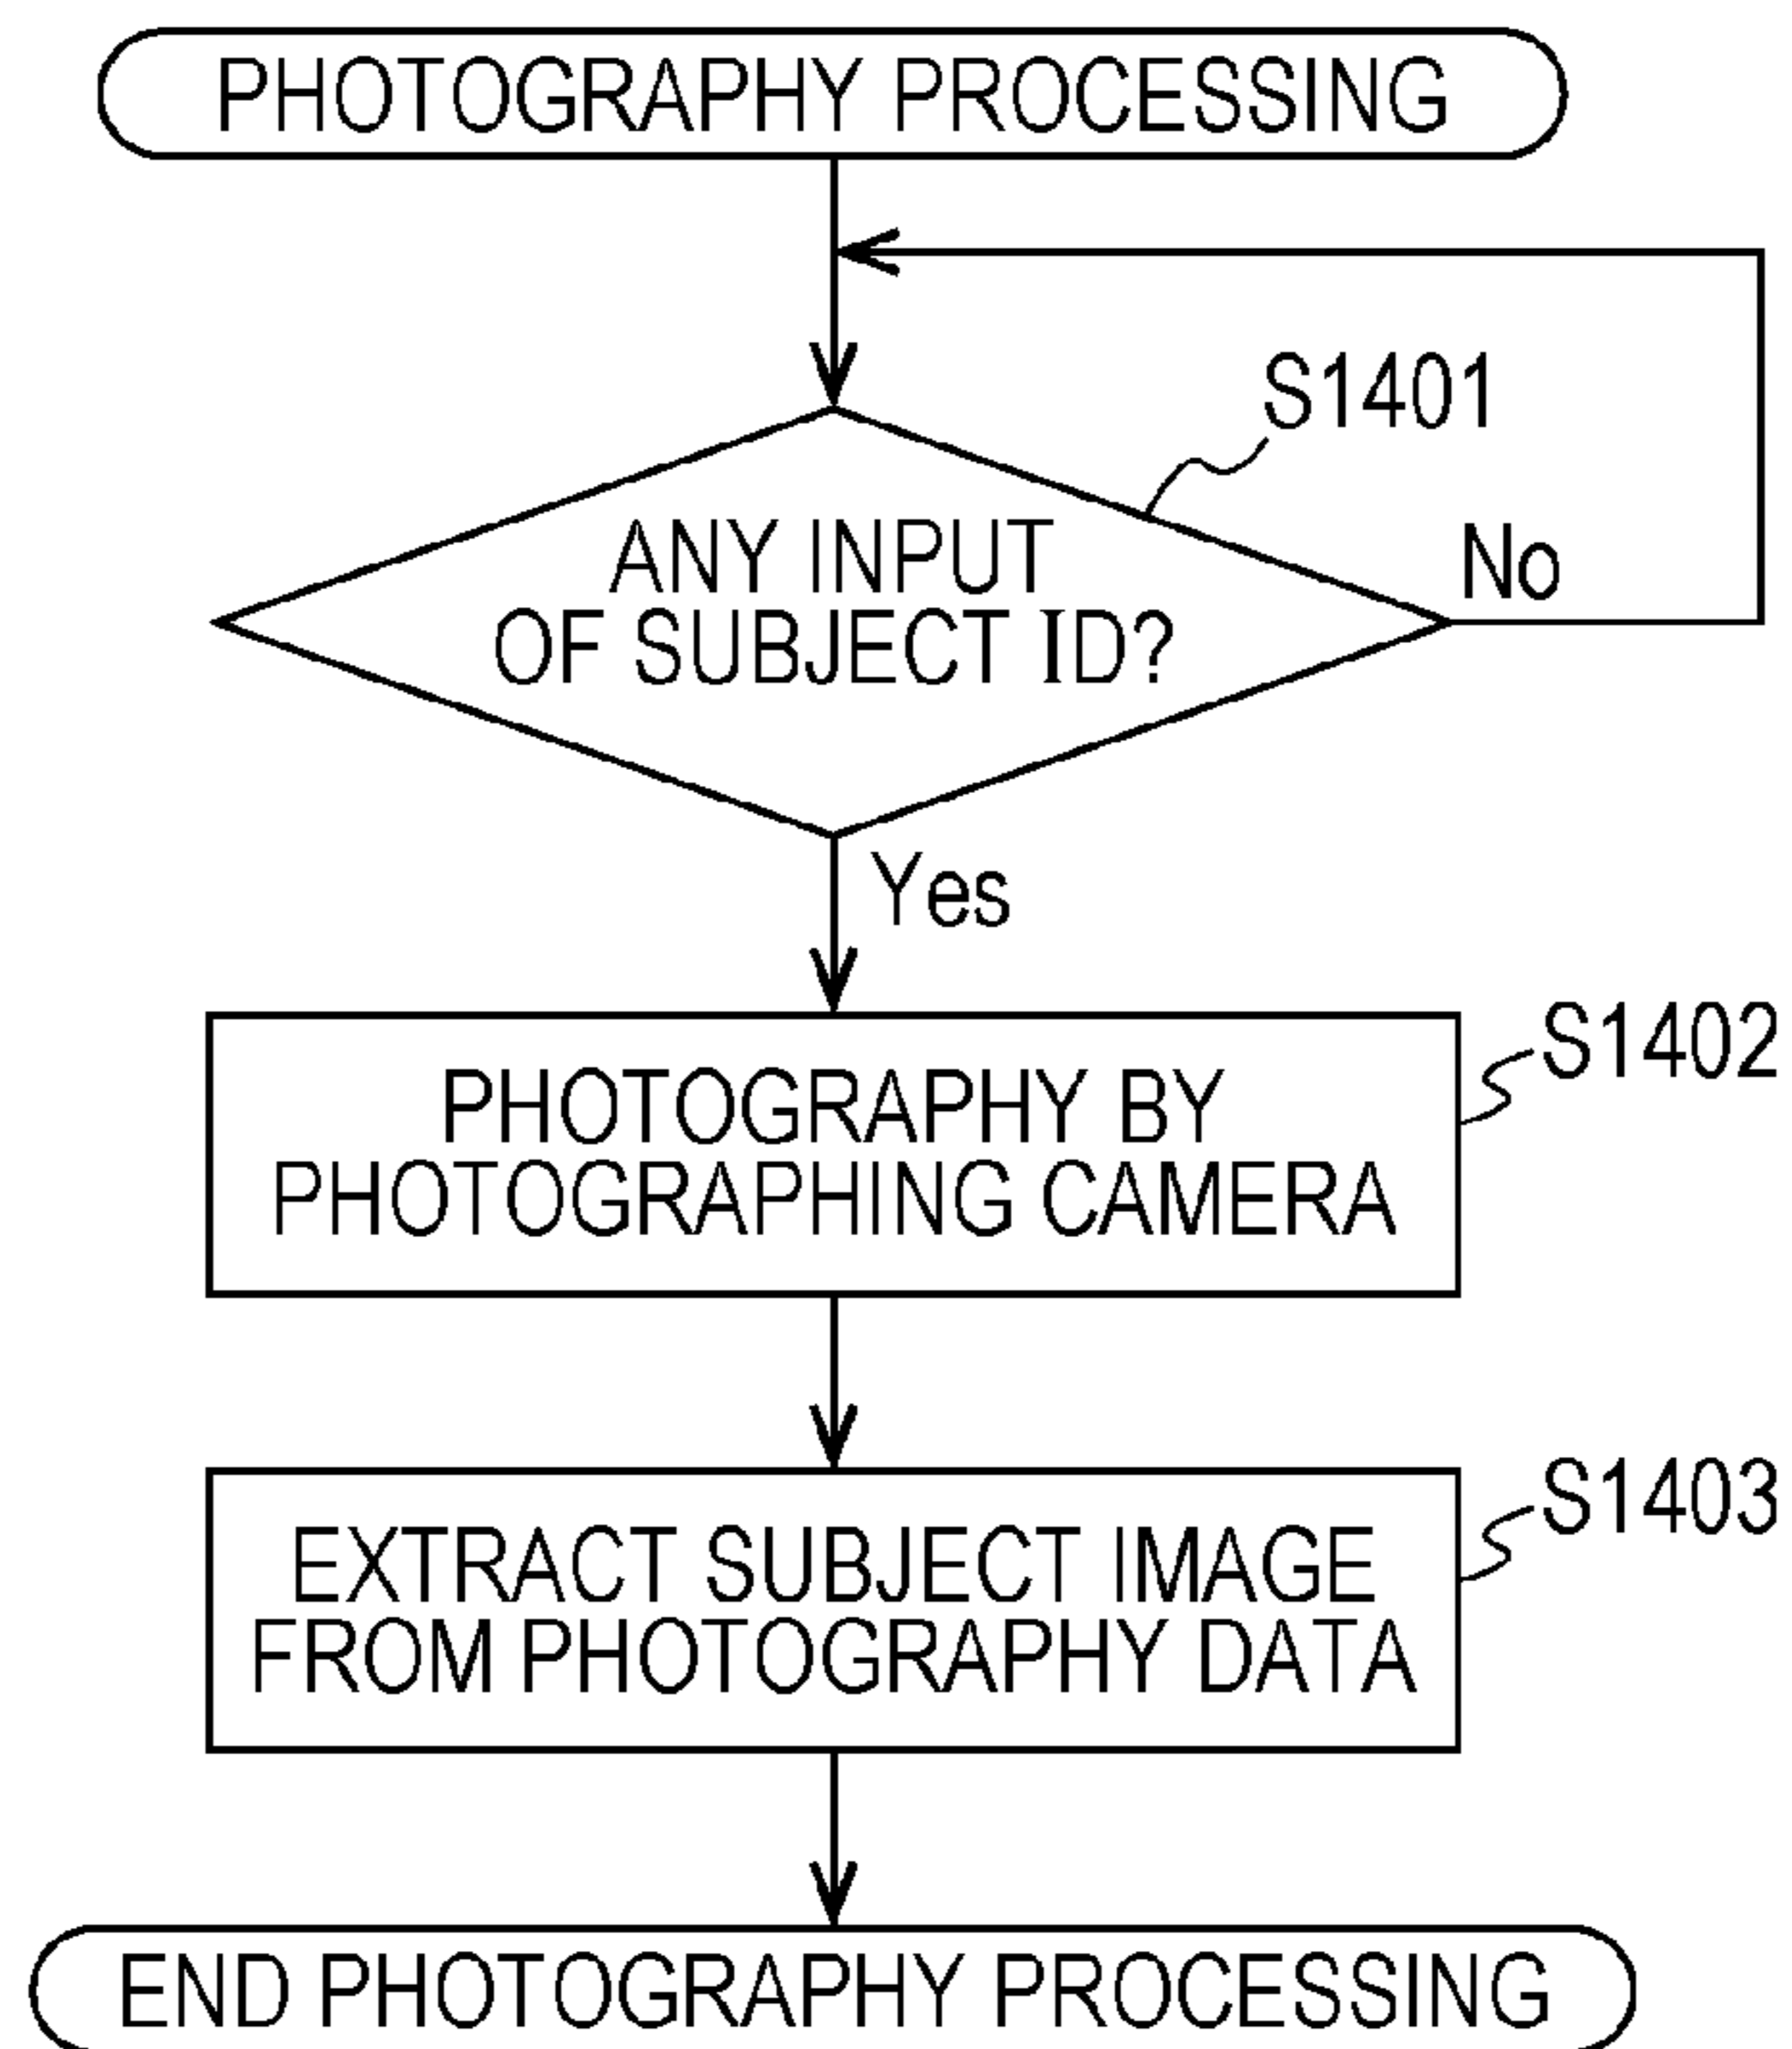 PHOTOGRAPHY PROCESSING
S1401
ANY INPUT
OF SUBJECT ID?
No
Yes
S1402
PHOTOGRAPHY BY
PHOTOGRAPHING CAMERA
S1403
EXTRACT SUBJECT IMAGE
FROM PHOTOGRAPHY DATA
END PHOTOGRAPHY PROCESSING